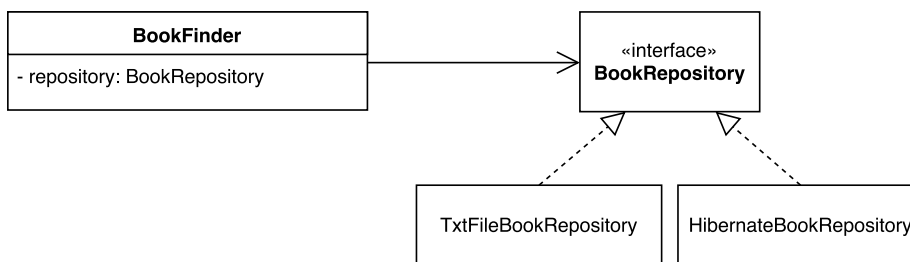 BookFinder
- repository: BookRepository
«interface»
BookRepository
TxtFileBookRepository
HibernateBookRepository